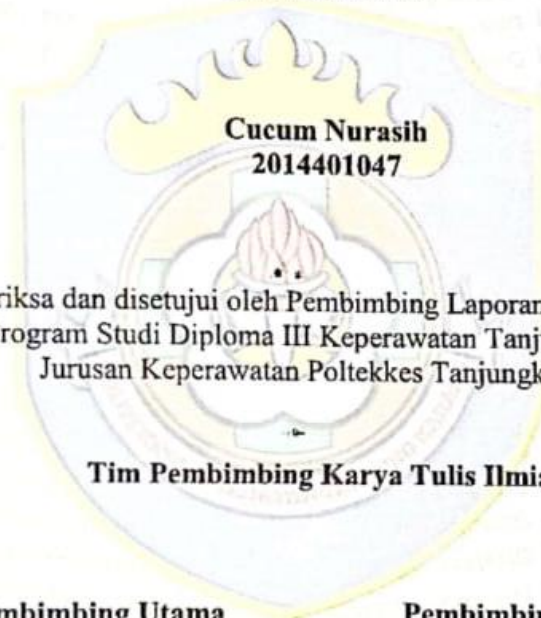 Cucum Nurasih
2014401047
riksa dan disetujui oleh Pembimbing Laporan
rogram Studi Diploma III Keperawatan Tanj
Jurusan Keperawatan Poltekkes Tanjungk
Tim Pembimbing Karya Tulis Ilmia
mbimbing Utama Pembimbin